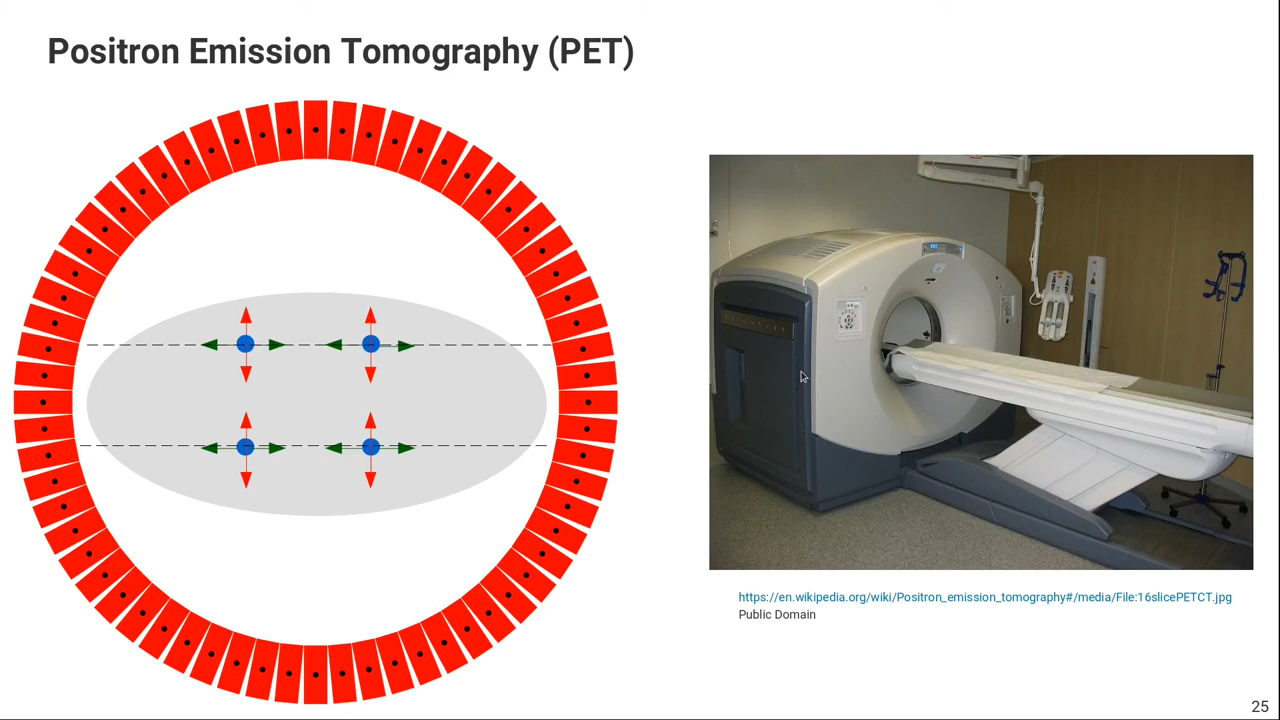 Positron Emission Tomography (PET)
https://en.wikipedia.org/wiki/Positron_emission_tomography#/media/File:16slicePETCT.jpg
Public Domain
25